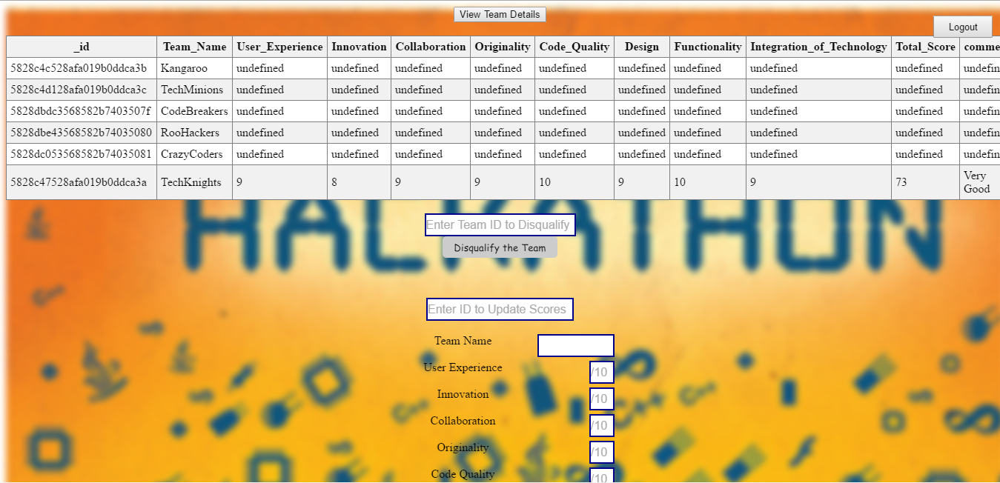 View Team Details
Logout
_id Team_Name User_Experience Innovation Collaboration Originality Code_Quality Design Functionality Integration_of_Technology Total_Score comme
5828c4c528afa019b0ddca3b Kangaroo undefined undefined undefined undefined undefined undefined undefined undefined undefined undefin
5828c4d128afa019b0ddca3c TechMinions undefined undefined undefined undefined undefined undefined undefined undefined undefined undefin
5828dbdc3568582b7403507f CodeBreakers undefined undefined undefined undefined undefined undefined undefined undefined undefined undefin
5828dbe43568582b74035080 RooHackers undefined undefined undefined undefined undefined undefined undefined undefined undefined undefin
5828dc053568582b74035081 CrazyCoders undefined undefined undefined undefined undefined undefined undefined undefined undefined undefin
5828c47528afa019b0ddca3a TechKnights 9 8 9 9 10 9 10 9 73 Very Good
HACKATHON
Enter Team ID to Disqualify
Disqualify the Team
C++
Enter ID to Update Scores
Team Name
User Experience /10
Innovation /10
C++
C++
C++
Collaboration /10
Originality /10
Code Quality /10